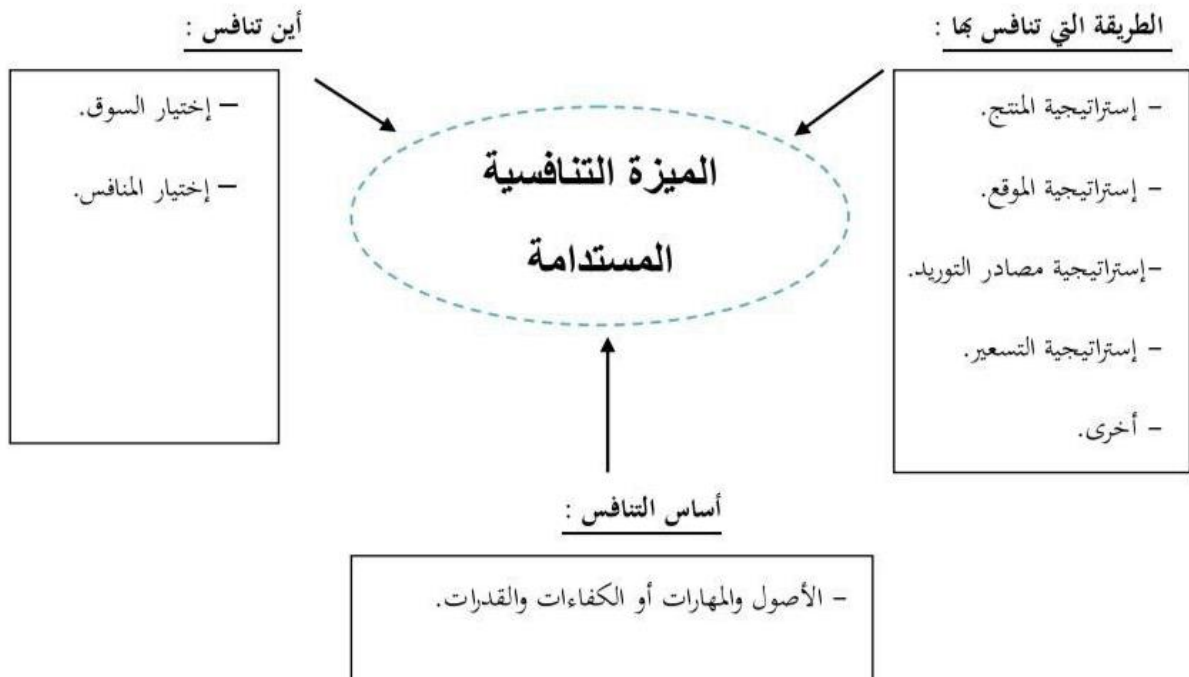 الطريقة التي تنافس بها :
– إستراتيجية المنتج.
– إستراتيجية الموقع.
–إستراتيجية مصادر التوريد.
– إستراتيجية التسعير.
– أخرى.
أين تنافس :
– إختيار السوق.
– إختيار المنافس.
الميزة التنافسية
المستدامة
أساس التنافس :
– الأصول والمهارات أو الكفاءات والقدرات.